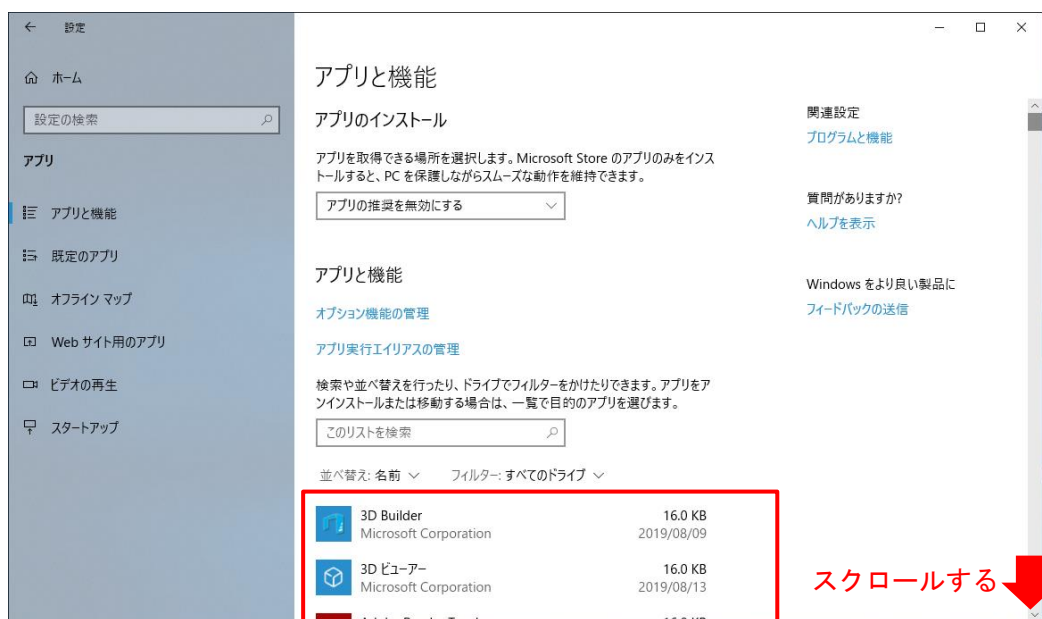 設定
ホーム
設定の検索
アプリ
アプリと機能
既定のアプリ
オフライン マップ
Web サイト用のアプリ
ビデオの再生
スタートアップ
アプリと機能
アプリのインストール
アプリを取得できる場所を選択します。Microsoft Store のアプリのみをインス
トールすると、PC を保護しながらスムーズな動作を維持できます。
アプリの推奨を無効にする
アプリと機能
オプション機能の管理
アプリ実行エイリアスの管理
検索や並べ替えを行ったり、ドライブでフィルターをかけたりできます。アプリをア
ンインストールまたは移動する場合は、一覧で目的のアプリを選びます。
このリストを検索
並べ替え: 名前 フィルター: すべてのドライブ
3D Builder 16.0 KB
Microsoft Corporation 2019/08/09
3D ビューアー 16.0 KB
Microsoft Corporation 2019/08/13
関連設定
プログラムと機能
質問がありますか?
ヘルプを表示
Windows をより良い製品に
フィードバックの送信
スクロールする